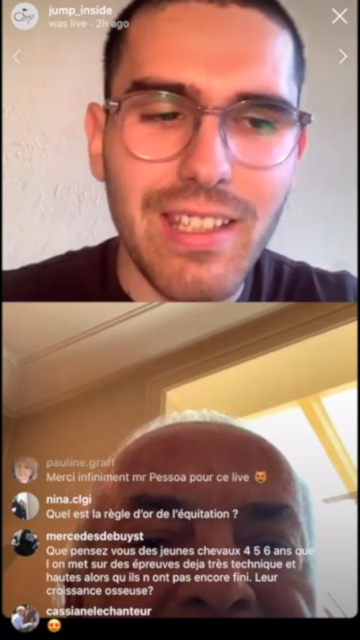 jump_inside
was live · 2h ago
pauline.graff
Merci infiniment mr Pessoa pour ce live 😻
nina.clgi
Quel est la règle d'or de l'équitation ?
mercedesdebuyst
Que pensez vous des jeunes chevaux 4 5 6 ans que
l on met sur des épreuves deja très technique et
hautes alors qu ils n ont pas encore fini. Leur
croissance osseuse?
cassianelechanteur
😍